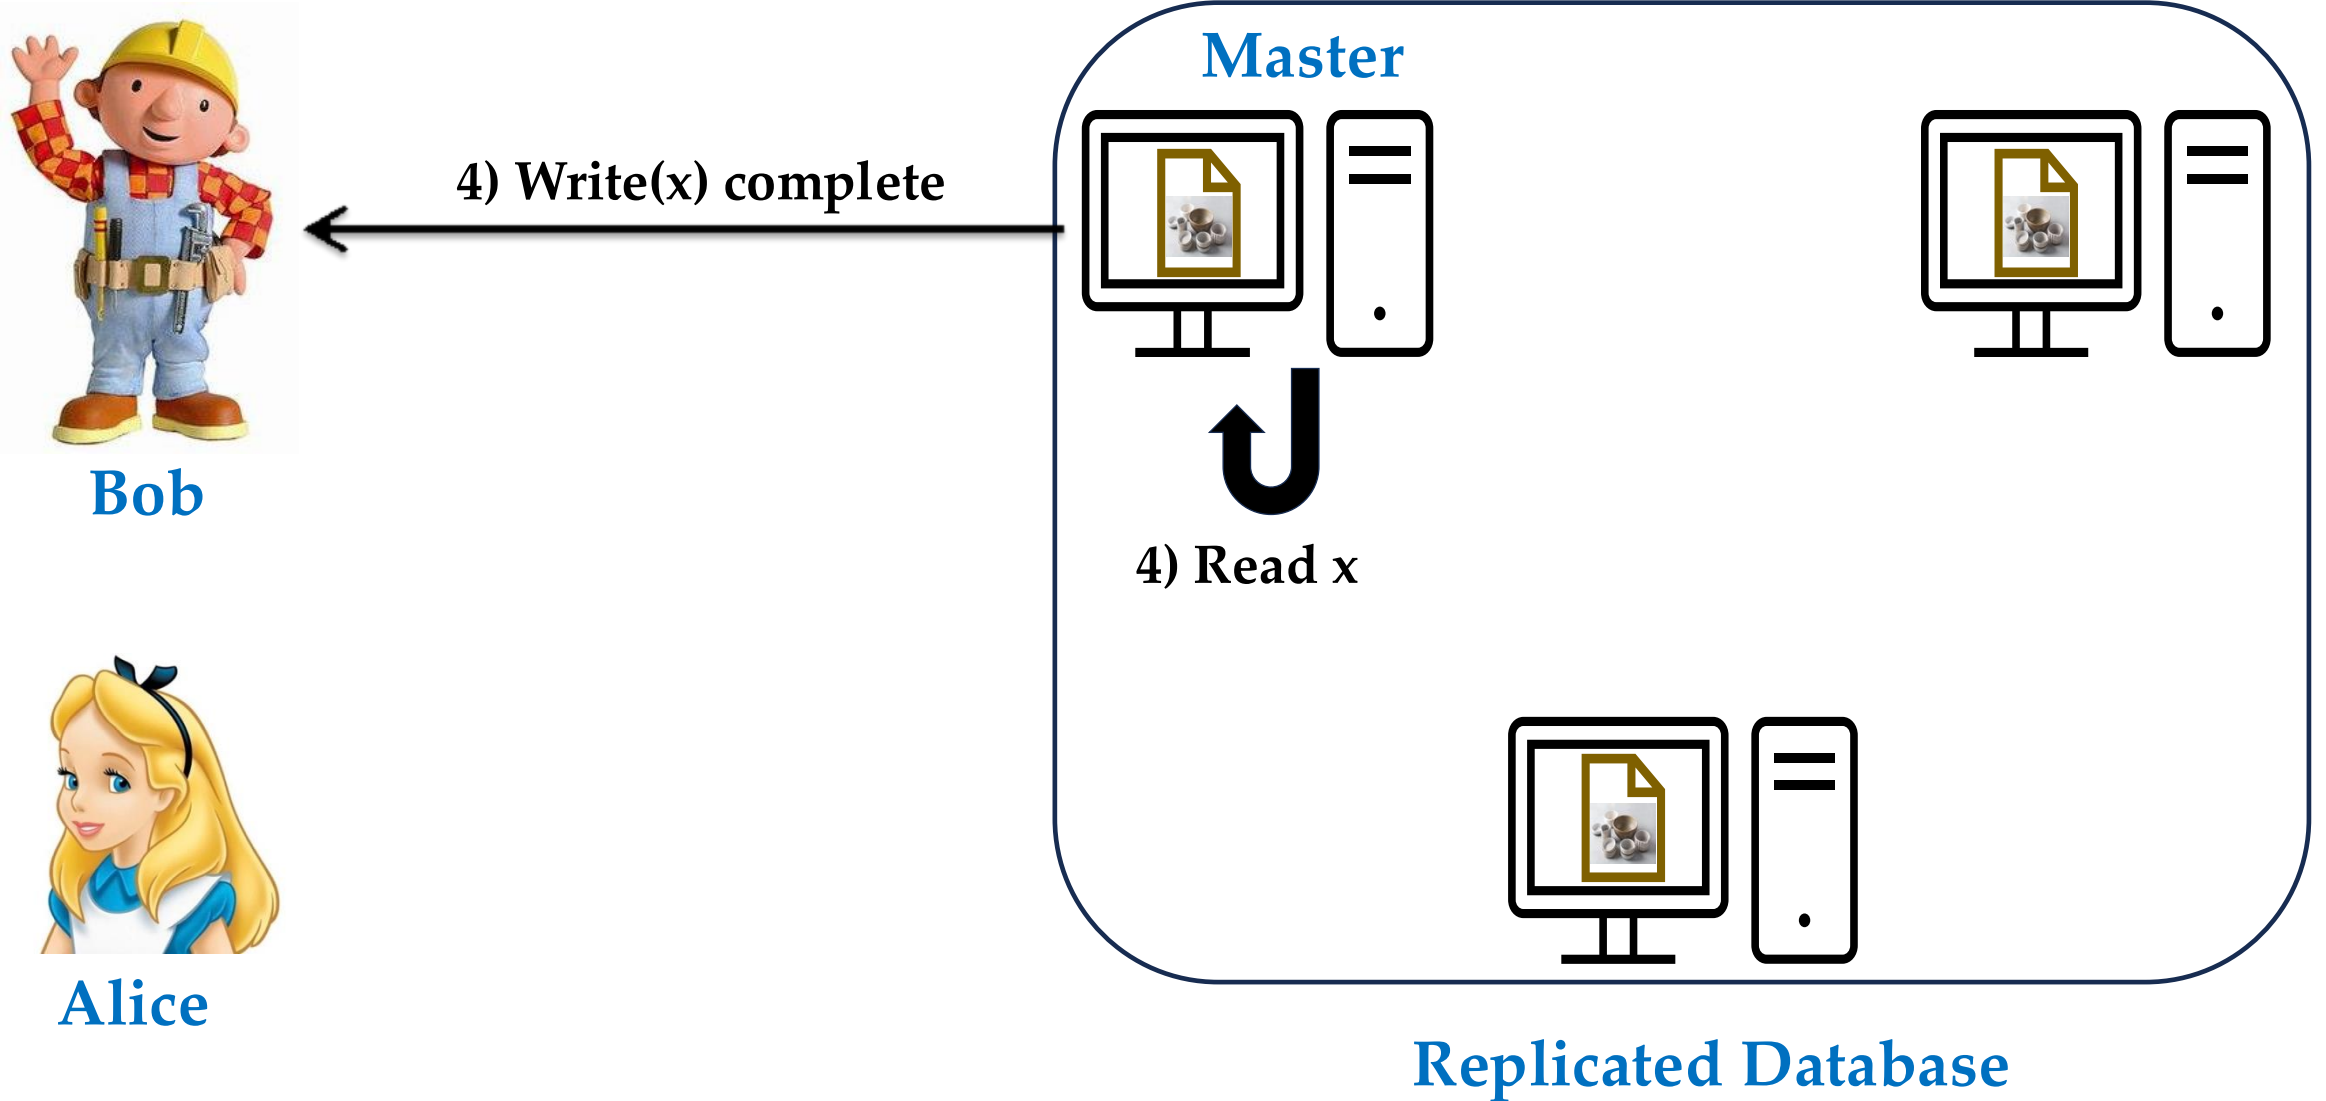 Master
4) Write(x) complete
Bob
4) Read x
Alice
Replicated Database